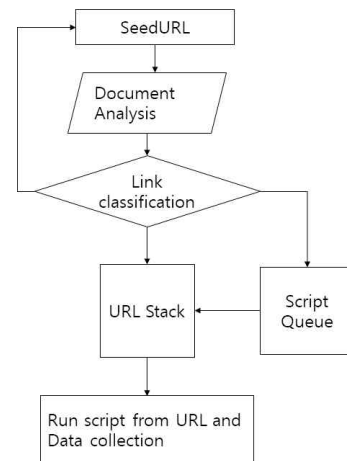 SeedURL
Document
Analysis
Link
classification
URL Stack
Script
Queue
Run script from URL and
Data collection